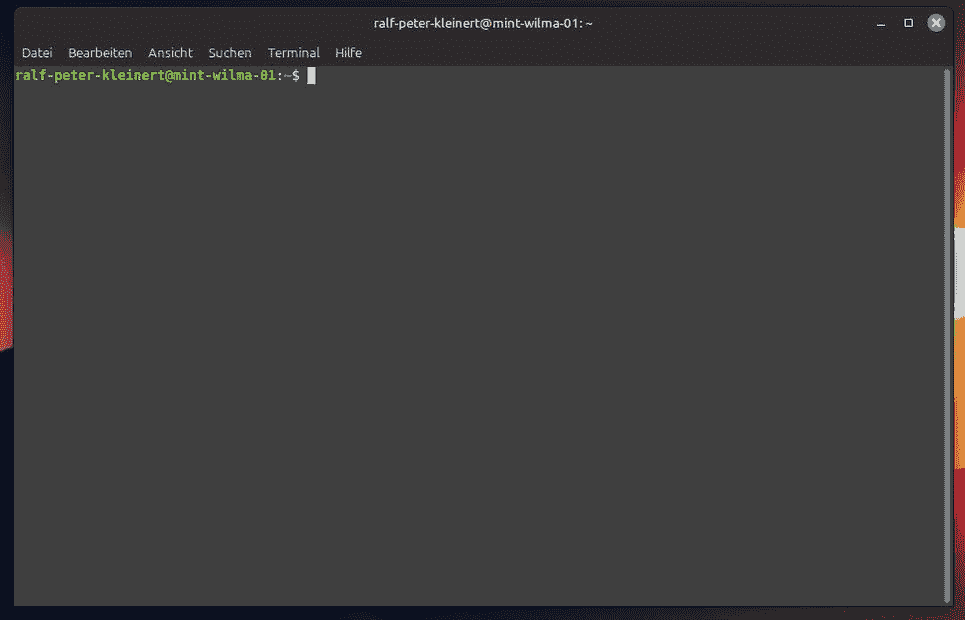 ralf-peter-kleinert@mint-wilma-01: ~
Datei Bearbeiten Ansicht Suchen Terminal Hilfe
ralf-peter-kleinert@mint-wilma-01:~$